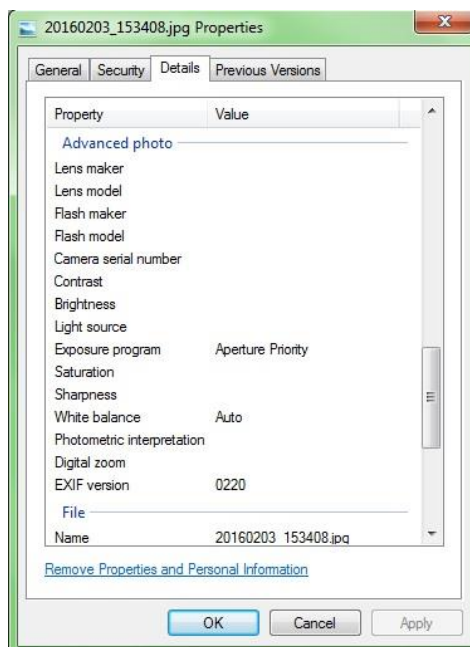 20160203_153408.jpg Properties
General Security Details Previous Versions
Property Value
Advanced photo
Lens maker
Lens model
Flash maker
Flash model
Camera serial number
Contrast
Brightness
Light source
Exposure program Aperture Priority
Saturation
Sharpness
White balance Auto
Photometric interpretation
Digital zoom
EXIF version 0220
File
Name 20160203_153408.jpg
Remove Properties and Personal Information
OK Cancel Apply